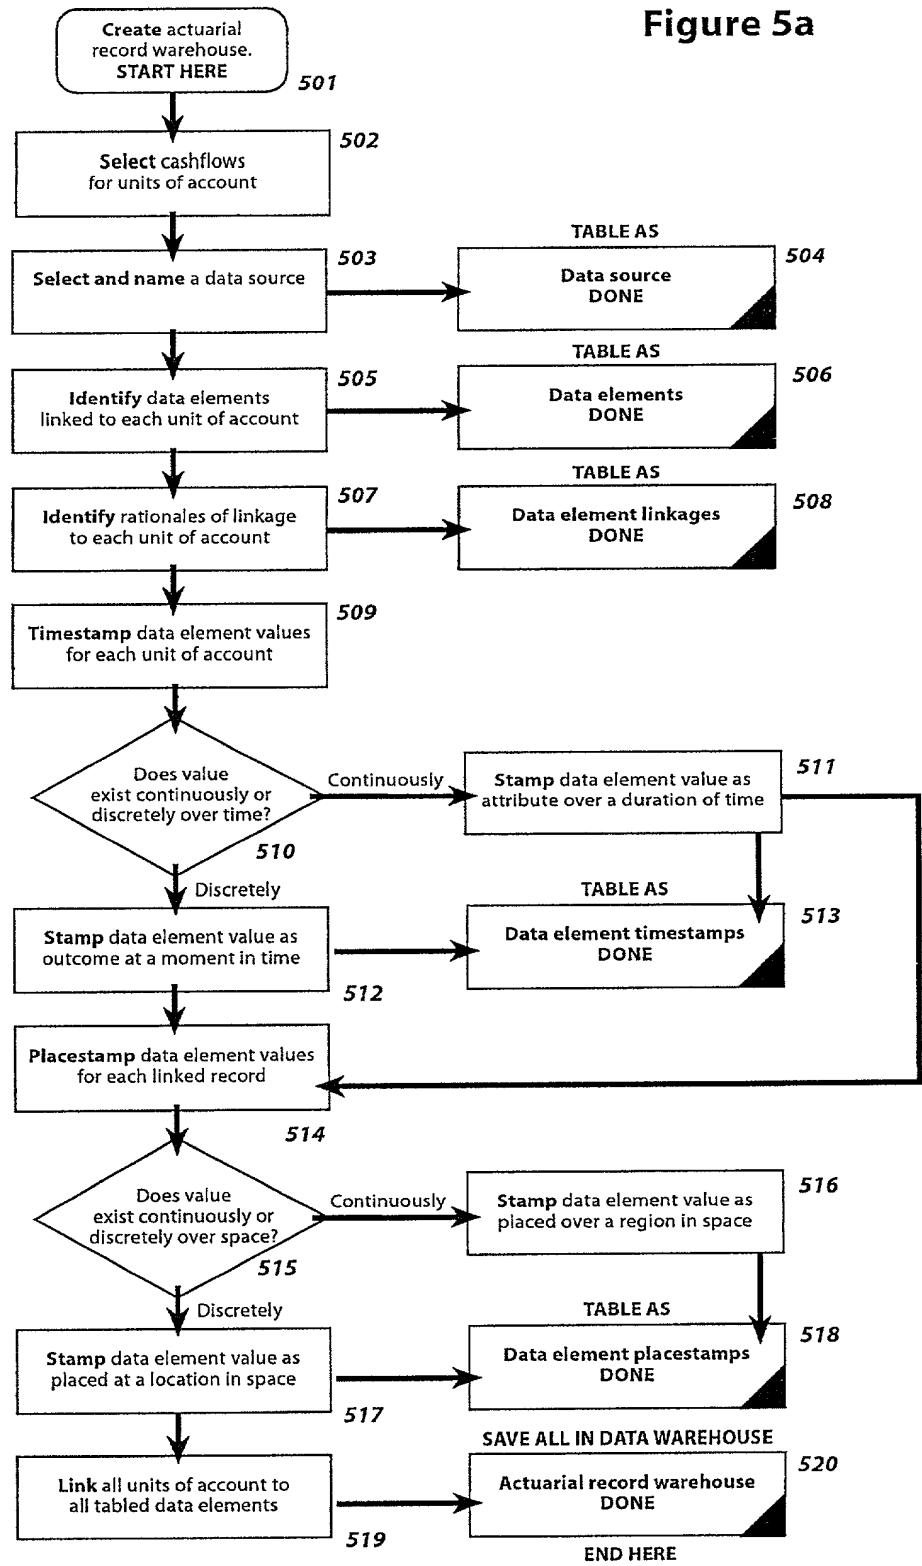 Figure 5a
Create actuarial
record warehouse.
START HERE
501
502
Select cashflows
for units of account
503
Select and name a data source
TABLE AS
504
Data source
DONE
505
Identify data elements
linked to each unit of account
TABLE AS
506
Data elements
DONE
507
Identify rationales of linkage
to each unit of account
TABLE AS
508
Data element linkages
DONE
509
Timestamp data element values
for each unit of account
Does value
exist continuously or
discretely over time?
510
Continuously
511
Stamp data element value as
attribute over a duration of time
Discretely
Stamp data element value as
outcome at a moment in time
512
TABLE AS
513
Data element timestamps
DONE
Placestamp data element values
for each linked record
514
Does value
exist continuously or
discretely over space?
515
Continuously
516
Stamp data element value as
placed over a region in space
Discretely
Stamp data element value as
placed at a location in space
517
TABLE AS
518
Data element placestamps
DONE
Link all units of account to
all tabled data elements
519
SAVE ALL IN DATA WAREHOUSE
520
Actuarial record warehouse
DONE
END HERE